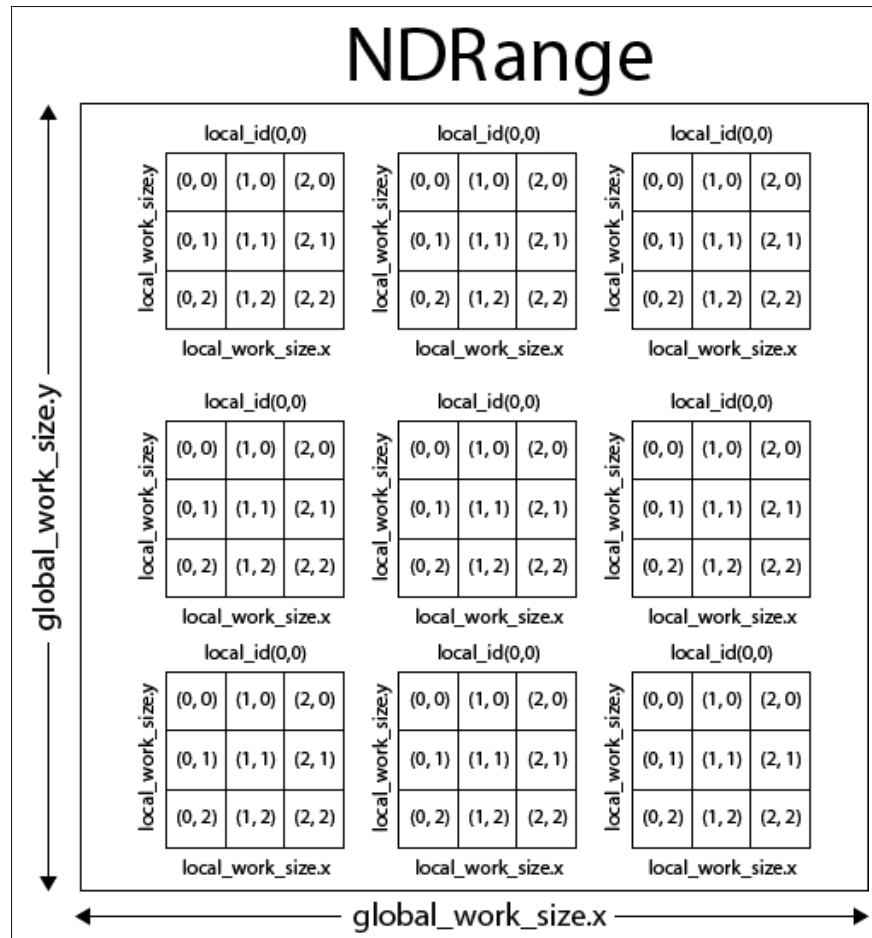 NDRange
global_work_size.y
local_id(0,0) local_id(0,0) local_id(0,0)
local_work_size.y local_work_size.y local_work_size.y
(0, 0) (1, 0) (2, 0) (0, 0) (1, 0) (2, 0) (0, 0) (1, 0) (2, 0)
(0, 1) (1, 1) (2, 1) (0, 1) (1, 1) (2, 1) (0, 1) (1, 1) (2, 1)
(0, 2) (1, 2) (2, 2) (0, 2) (1, 2) (2, 2) (0, 2) (1, 2) (2, 2)
local_work_size.x local_work_size.x local_work_size.x
local_id(0,0) local_id(0,0) local_id(0,0)
local_work_size.y local_work_size.y local_work_size.y
(0, 0) (1, 0) (2, 0) (0, 0) (1, 0) (2, 0) (0, 0) (1, 0) (2, 0)
(0, 1) (1, 1) (2, 1) (0, 1) (1, 1) (2, 1) (0, 1) (1, 1) (2, 1)
(0, 2) (1, 2) (2, 2) (0, 2) (1, 2) (2, 2) (0, 2) (1, 2) (2, 2)
local_work_size.x local_work_size.x local_work_size.x
local_id(0,0) local_id(0,0) local_id(0,0)
local_work_size.y local_work_size.y local_work_size.y
(0, 0) (1, 0) (2, 0) (0, 0) (1, 0) (2, 0) (0, 0) (1, 0) (2, 0)
(0, 1) (1, 1) (2, 1) (0, 1) (1, 1) (2, 1) (0, 1) (1, 1) (2, 1)
(0, 2) (1, 2) (2, 2) (0, 2) (1, 2) (2, 2) (0, 2) (1, 2) (2, 2)
local_work_size.x local_work_size.x local_work_size.x
global_work_size.x